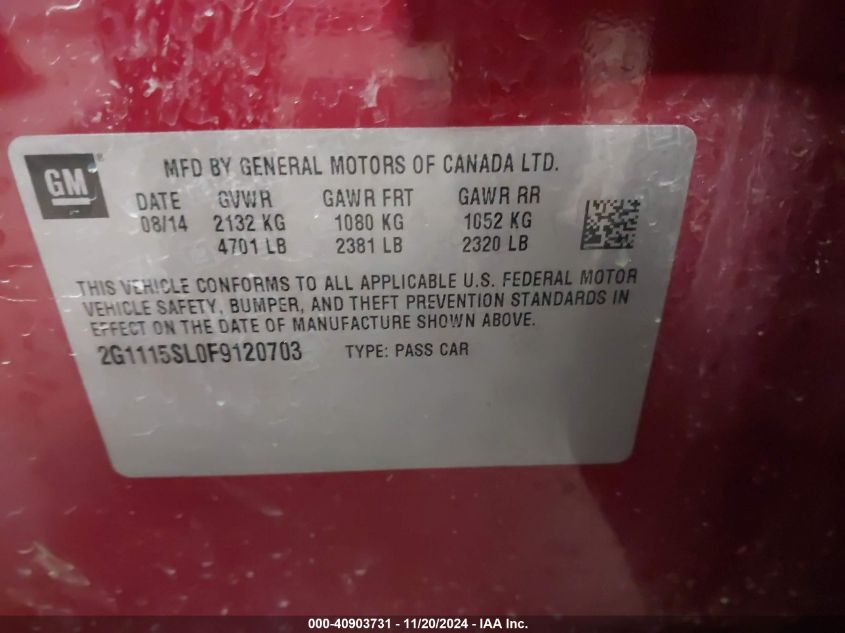 GM
MFD BY GENERAL MOTORS OF CANADA LTD.
DATE GVWR GAWR FRT GAWR RR
08/14 2132 KG 1080 KG 1052 KG
4701 LB 2381 LB 2320 LB
THIS VEHICLE CONFORMS TO ALL APPLICABLE U.S. FEDERAL MOTOR
VEHICLE SAFETY, BUMPER, AND THEFT PREVENTION STANDARDS IN
EFFECT ON THE DATE OF MANUFACTURE SHOWN ABOVE.
2G1115SL0F9120703 TYPE: PASS CAR
000-40903731 - 11/20/2024 - IAA Inc.